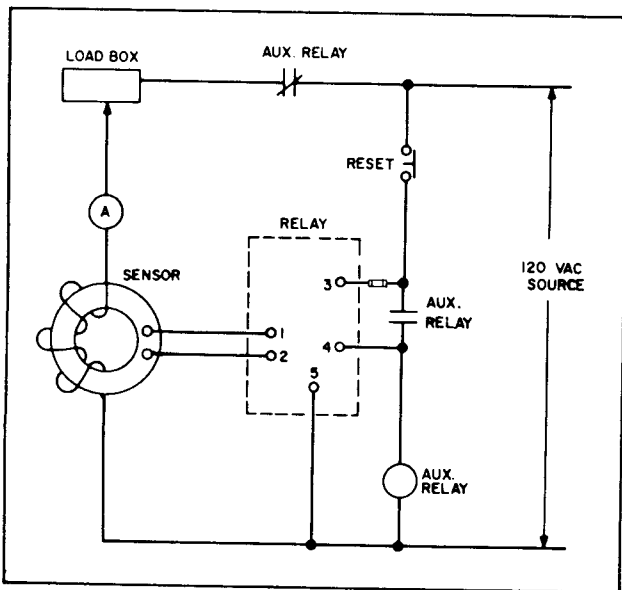 AUX. RELAY
LOAD BOX
RESET
A
RELAY
SENSOR
120 VAC
SOURCE
3
AUX.
RELAY
1
2
4
5
AUX.
RELAY